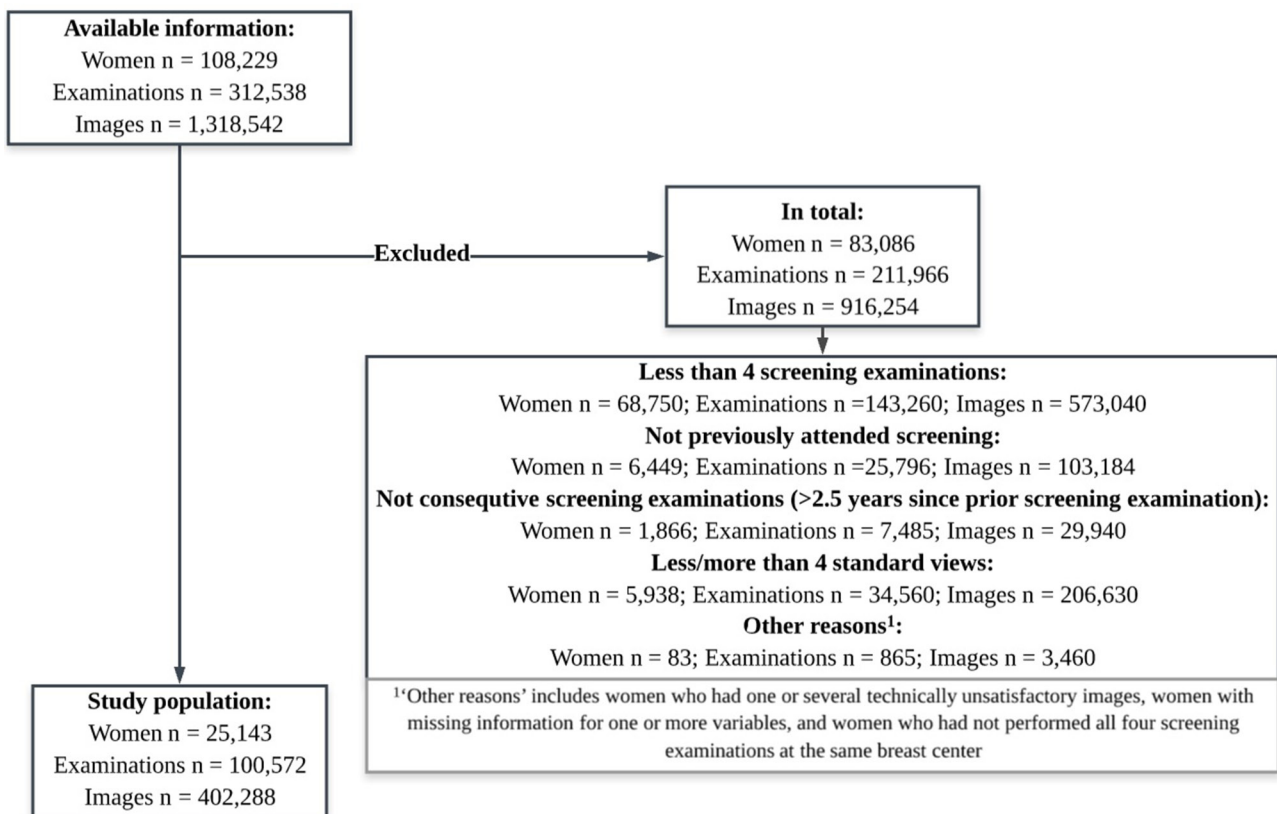 Available information:
Women n = 108,229
Examinations n = 312,538
Images n = 1,318,542
Excluded
In total:
Women n = 83,086
Examinations n = 211,966
Images n = 916,254
Less than 4 screening examinations:
Women n = 68,750; Examinations n =143,260; Images n = 573,040
Not previously attended screening:
Women n = 6,449; Examinations n =25,796; Images n = 103,184
Not consequtive screening examinations (>2.5 years since prior screening examination):
Women n = 1,866; Examinations n = 7,485; Images n = 29,940
Less/more than 4 standard views:
Women n = 5,938; Examinations n = 34,560; Images n = 206,630
Other reasons¹:
Women n = 83; Examinations n = 865; Images n = 3,460
¹‘Other reasons’ includes women who had one or several technically unsatisfactory images, women with
missing information for one or more variables, and women who had not performed all four screening
examinations at the same breast center
Study population:
Women n = 25,143
Examinations n = 100,572
Images n = 402,288